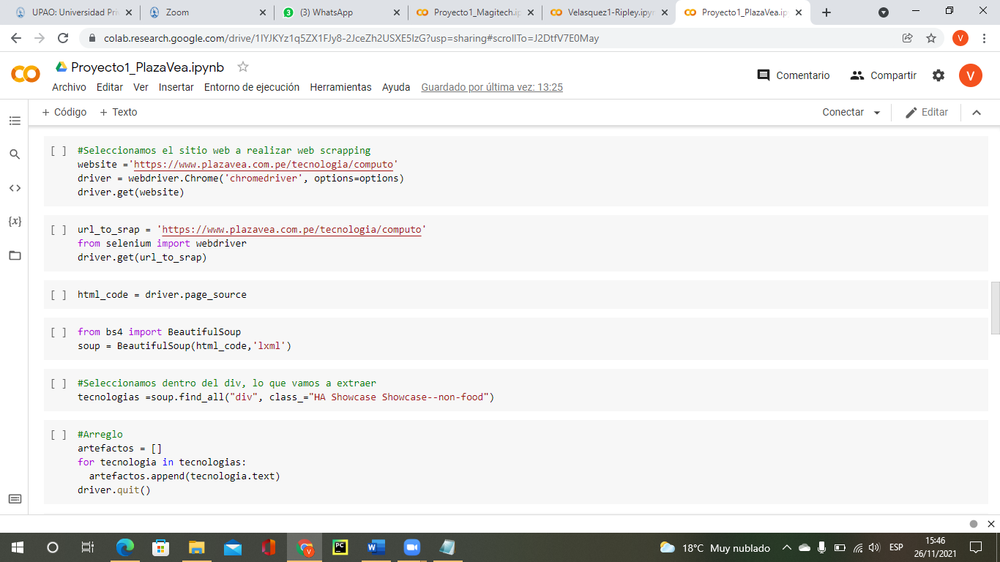 UPAO: Universidad Pri
Zoom
(3) WhatsApp
Proyecto1_Magitech.ip
Velasquez1-Ripley.ipyn
Proyecto1_PlazaVea.ip
colab.research.google.com/drive/1IYJKYz1q5ZX1FJy8-2JceZh2USXE5IzG?usp=sharing#scrollTo=J2DtfV7E0May
V
Proyecto1_PlazaVea.ipynb
Comentario
Compartir
V
Archivo Editar Ver Insertar Entorno de ejecución Herramientas Ayuda Guardado por última vez: 13:25
+ Código + Texto
Conectar
Editar
[ ] #Seleccionamos el sitio web a realizar web scrapping
website ='https://www.plazavea.com.pe/tecnologia/computo'
driver = webdriver.Chrome('chromedriver', options=options)
driver.get(website)
[ ] url_to_srap = 'https://www.plazavea.com.pe/tecnologia/computo'
from selenium import webdriver
driver.get(url_to_srap)
[ ] html_code = driver.page_source
[ ] from bs4 import BeautifulSoup
soup = BeautifulSoup(html_code,'lxml')
[ ] #Seleccionamos dentro del div, lo que vamos a extraer
tecnologias =soup.find_all("div", class_="HA Showcase Showcase--non-food")
[ ] #Arreglo
artefactos = []
for tecnologia in tecnologias:
artefactos.append(tecnologia.text)
driver.quit()
18°C Muy nublado
ESP
15:46
26/11/2021